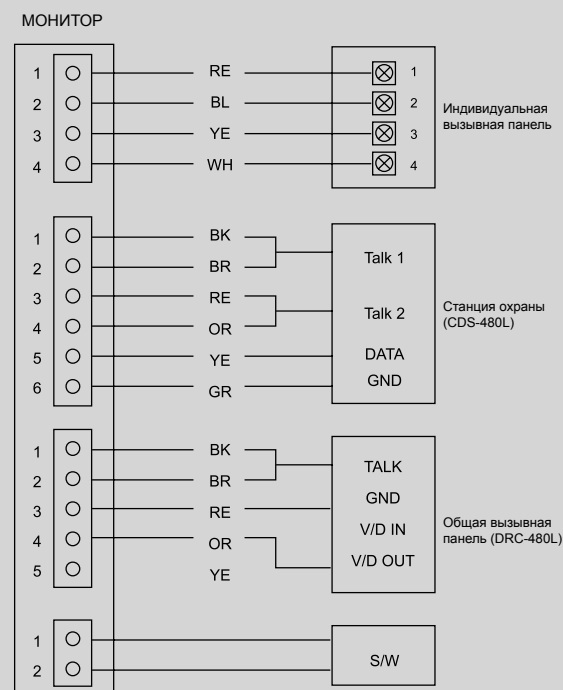 МОНИТОР
1 RE 1
2 BL 2
3 YE 3
4 WH 4
Индивидуальная
вызывная панель
1 BK
2 BR
3 RE
4 OR
5 YE
6 GR
Talk 1
Talk 2
DATA
GND
Станция охраны
(CDS-480L)
1 BK
2 BR
3 RE
4 OR
5 YE
TALK
GND
V/D IN
V/D OUT
Общая вызывная
панель (DRC-480L)
1
2
S/W